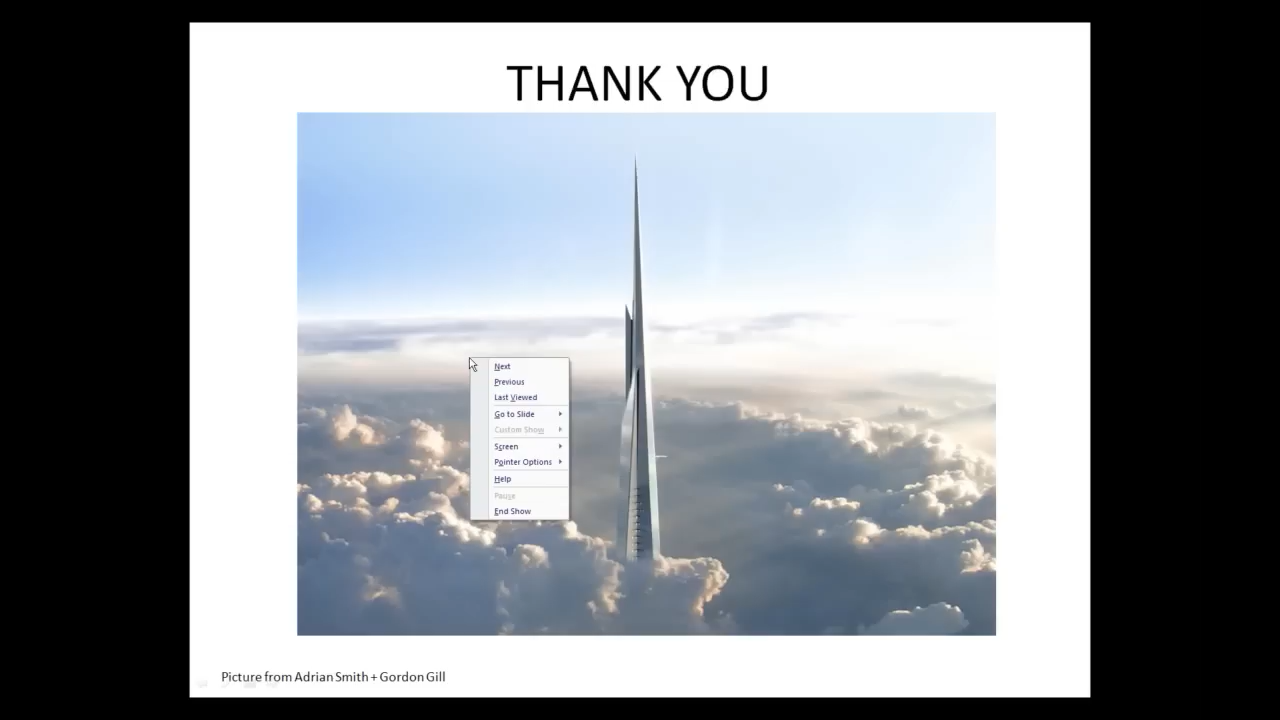 THANK YOU
Next
Previous
Last Viewed
Go to Slide
Custom Show
Screen
Pointer Options
Help
Pause
End Show
Picture from Adrian Smith + Gordon Gill